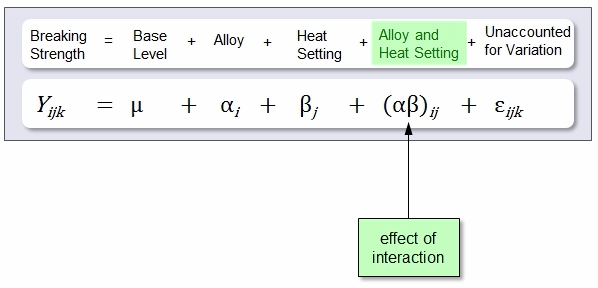 Breaking Strength = Base Level + Alloy + Heat Setting + Alloy and Heat Setting + Unaccounted for Variation
Yijk = μ + αi + βj + (αβ)ij + εijk
effect of
interaction